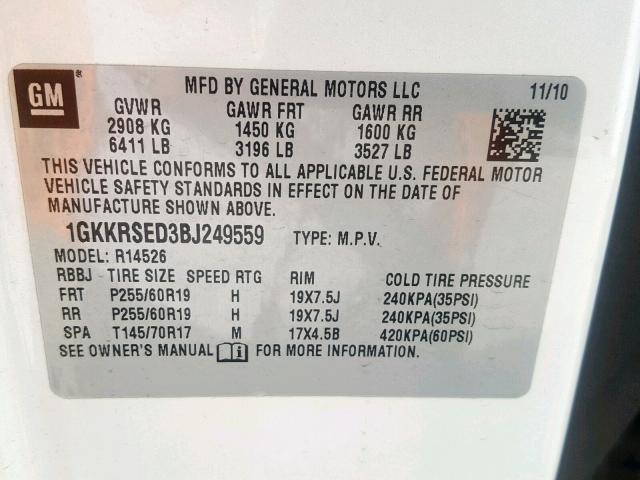 GM ® MFD BY GENERAL MOTORS LLC 11/10
GVWR GAWR FRT GAWR RR
2908 KG 1450 KG 1600 KG
6411 LB 3196 LB 3527 LB
THIS VEHICLE CONFORMS TO ALL APPLICABLE U.S. FEDERAL MOTOR
VEHICLE SAFETY STANDARDS IN EFFECT ON THE DATE OF
MANUFACTURE SHOWN ABOVE.
1GKKRSED3BJ249559 TYPE: M.P.V.
MODEL: R14526
RBBJ - TIRE SIZE SPEED RTG RIM COLD TIRE PRESSURE
FRT P255/60R19 H 19X7.5J 240KPA(35PSI)
RR P255/60R19 H 19X7.5J 240KPA(35PSI)
SPA T145/70R17 M 17X4.5B 420KPA(60PSI)
SEE OWNER'S MANUAL FOR MORE INFORMATION.